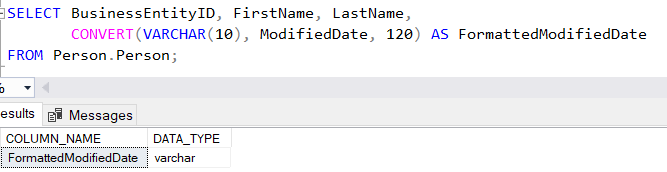 SELECT BusinessEntityID, FirstName, LastName,
CONVERT(VARCHAR(10), ModifiedDate, 120) AS FormattedModifiedDate
FROM Person.Person;
%
Messages
COLUMN_NAME DATA_TYPE
FormattedModifiedDate varchar